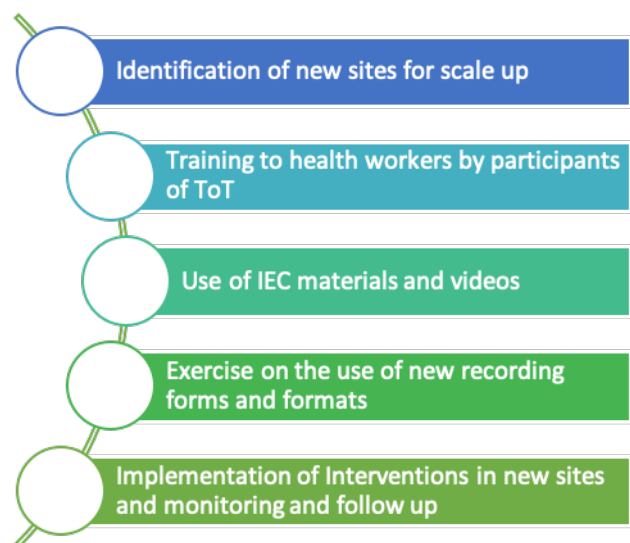 Identification of new sites for scale up
Training to health workers by participants
of ToT
Use of IEC materials and videos
Exercise on the use of new recording
forms and formats
Implementation of Interventions in new sites
and monitoring and follow up